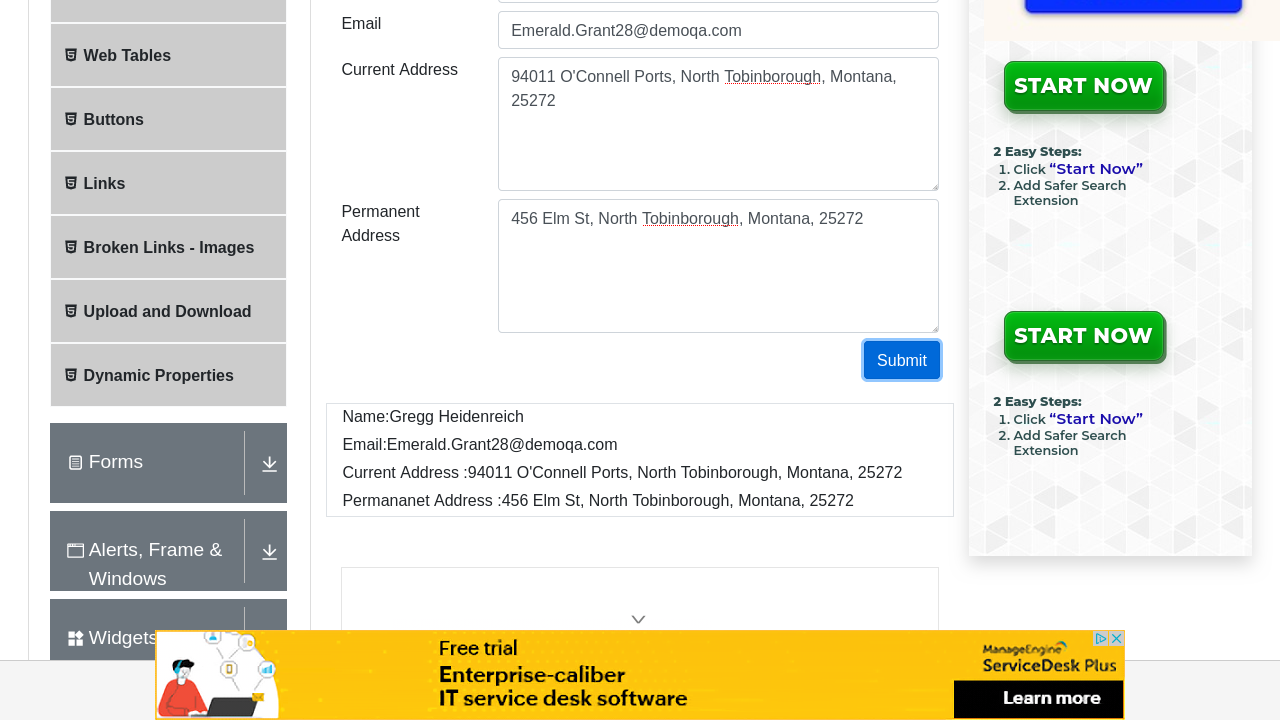 Email
Emerald.Grant28@demoqa.com
Current Address
94011 O'Connell Ports, North Tobinborough, Montana,
25272
Permanent
Address
456 Elm St, North Tobinborough, Montana, 25272
Submit
Name:Gregg Heidenreich
Email:Emerald.Grant28@demoqa.com
Current Address :94011 O'Connell Ports, North Tobinborough, Montana, 25272
Permananet Address :456 Elm St, North Tobinborough, Montana, 25272
Web Tables
Buttons
Links
Broken Links - Images
Upload and Download
Dynamic Properties
Forms
Alerts, Frame &
Windows
Widgets
START NOW
2 Easy Steps:
1. Click “Start Now”
2. Add Safer Search
Extension
START NOW
2 Easy Steps:
1. Click “Start Now”
2. Add Safer Search
Extension
Free trial
Enterprise-caliber
IT service desk software
ManageEngine
ServiceDesk Plus
Learn more